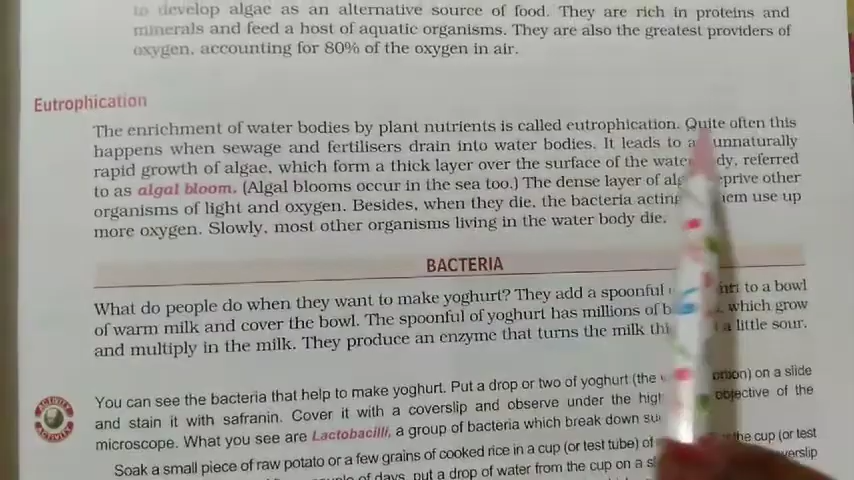 to develop algae as an alternative source of food. They are rich in proteins and
minerals and feed a host of aquatic organisms. They are also the greatest providers of
oxygen, accounting for 80% of the oxygen in air.
Eutrophication
The enrichment of water bodies by plant nutrients is called eutrophication. Quite often this
happens when sewage and fertilisers drain into water bodies. It leads to unnaturally
rapid growth of algae, which form a thick layer over the surface of the water referred
to as algal bloom. (Algal blooms occur in the sea too.) The dense layer of other
organisms of light and oxygen. Besides, when they die, the bacteria acting use up
more oxygen. Slowly, most other organisms living in the water body die.
BACTERIA
What do people do when they want to make yoghurt? They add a spoonful to a bowl
of warm milk and cover the bowl. The spoonful of yoghurt has millions of which grow
and multiply in the milk. They produce an enzyme that turns the milk a little sour.
ACTIVITY
ACTIVITY
You can see the bacteria that help to make yoghurt. Put a drop or two of yoghurt (the on a slide
and stain it with safranin. Cover it with a coverslip and observe under the objective of the
microscope. What you see are Lactobacilli, a group of bacteria which break down
Soak a small piece of raw potato or a few grains of cooked rice in a cup (or test tube) of the cup (or test
of days, put a drop of water from the cup on a